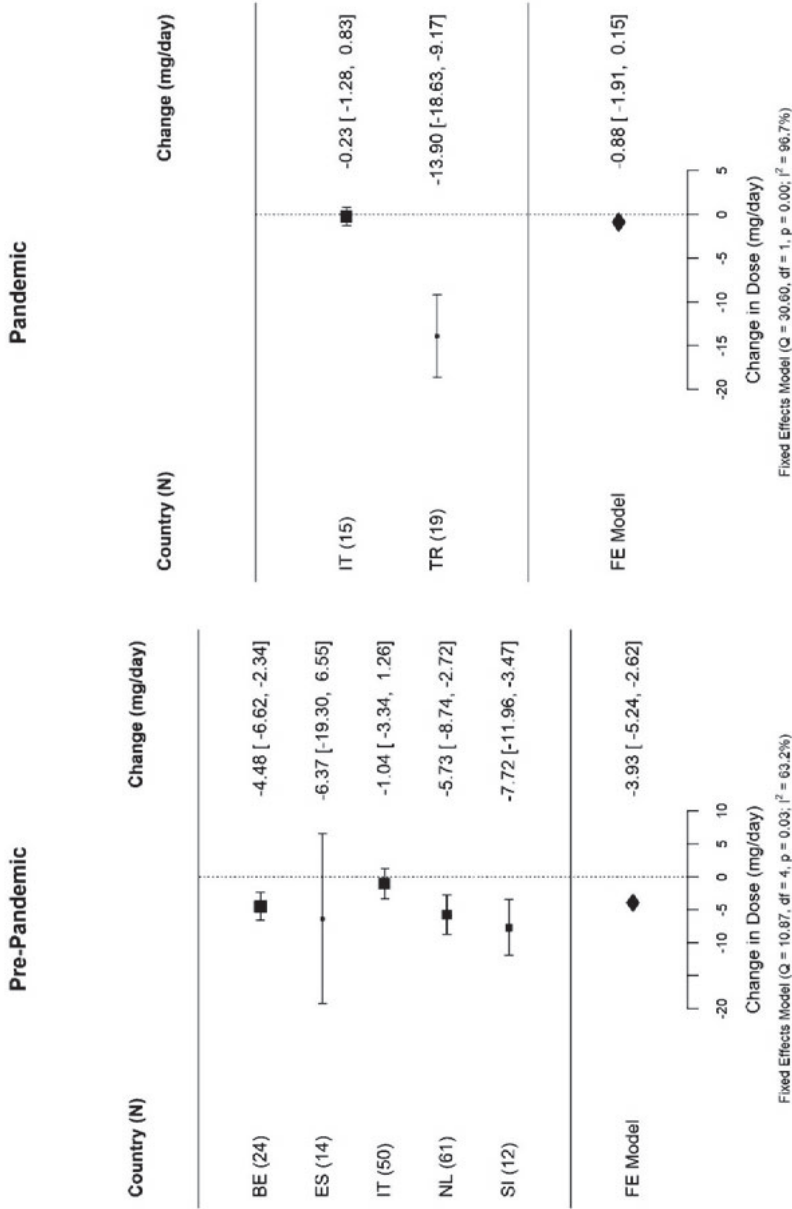 Pre-Pandemic
Country (N) Change (mg/day)
BE (24) -4.48 [ -6.62, -2.34]
ES (14) -6.37 [-19.30, 6.55]
IT (50) -1.04 [ -3.34, 1.26]
NL (61) -5.73 [ -8.74, -2.72]
SI (12) -7.72 [-11.96, -3.47]
FE Model -3.93 [ -5.24, -2.62]
-20 -10 -5 0 5 10
Change in Dose (mg/day)
Fixed Effects Model (Q = 10.87, df = 4, p = 0.03; I² = 63.2%)
Pandemic
Country (N) Change (mg/day)
IT (15) -0.23 [ -1.28, 0.83]
TR (19) -13.90 [-18.63, -9.17]
FE Model -0.88 [ -1.91, 0.15]
-20 -15 -10 -5 0 5
Change in Dose (mg/day)
Fixed Effects Model (Q = 30.60, df = 1, p = 0.00; I² = 96.7%)